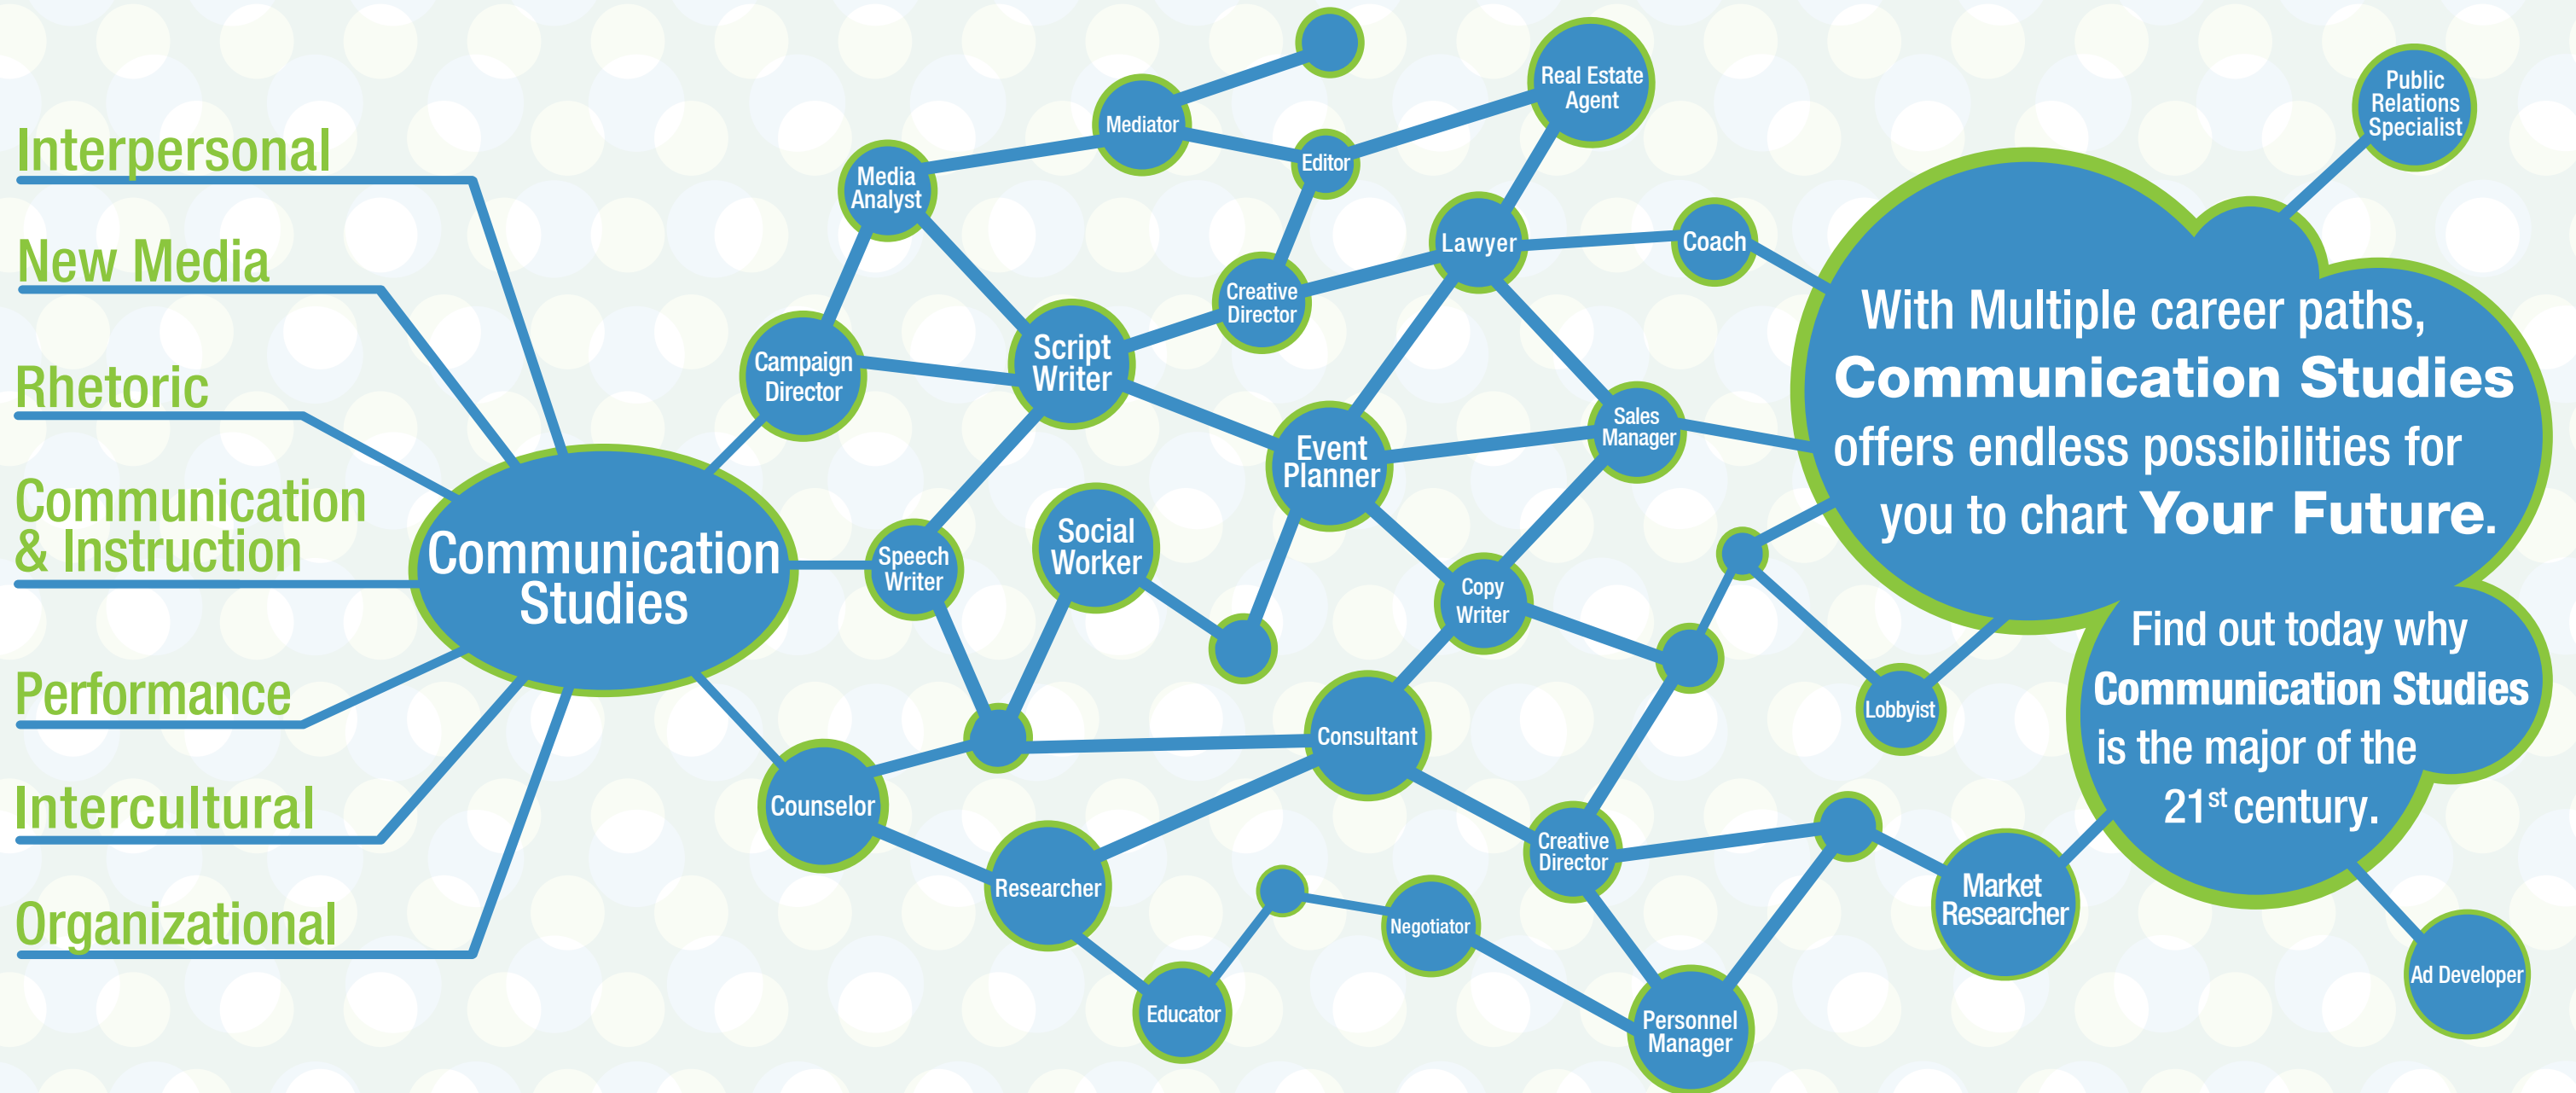 Interpersonal
New Media
Rhetoric
Communication
& Instruction
Performance
Intercultural
Organizational
Communication
Studies
Campaign
Director
Media
Analyst
Mediator
Editor
Real Estate
Agent
Script
Writer
Creative
Director
Lawyer
Coach
Speech
Writer
Social
Worker
Event
Planner
Sales
Manager
Copy
Writer
Counselor
Researcher
Consultant
Educator
Negotiator
Creative
Director
Personnel
Manager
Lobbyist
Market
Researcher
Public
Relations
Specialist
With Multiple career paths,
Communication Studies
offers endless possibilities for
you to chart Your Future.
Find out today why
Communication Studies
is the major of the
21st century.
Ad Developer